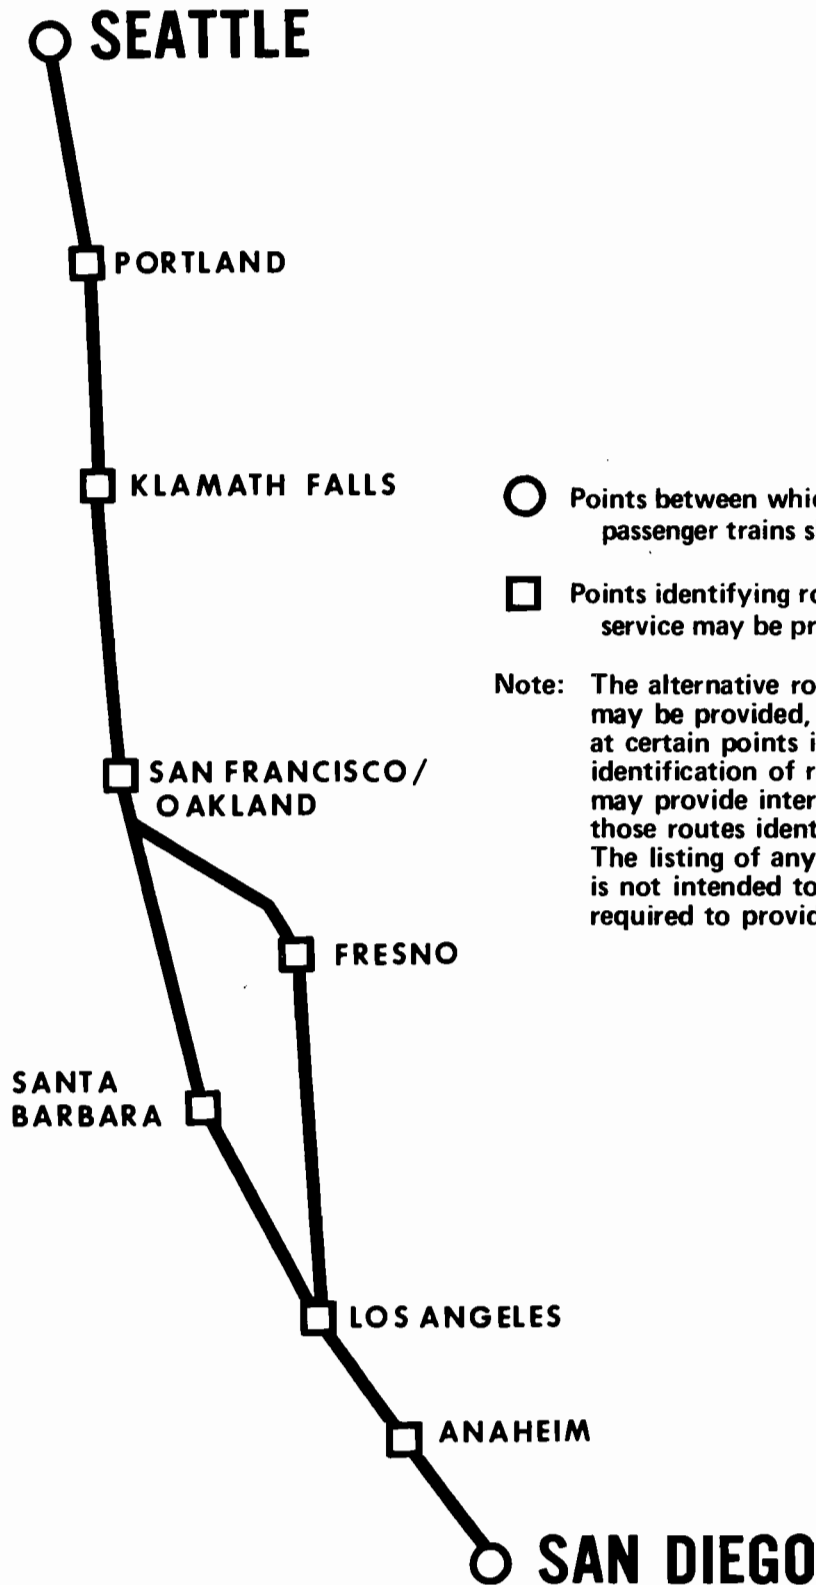 SEATTLE
PORTLAND
KLAMATH FALLS
Points between whi
passenger trains s
Points identifying ro
service may be pr
Note: The alternative ro
may be provided,
at certain points i
identification of r
may provide inter
those routes ident
The listing of any
is not intended to
required to provid
SAN FRANCISCO/
OAKLAND
FRESNO
SANTA
BARBARA
LOS ANGELES
ANAHEIM
SAN DIEGO